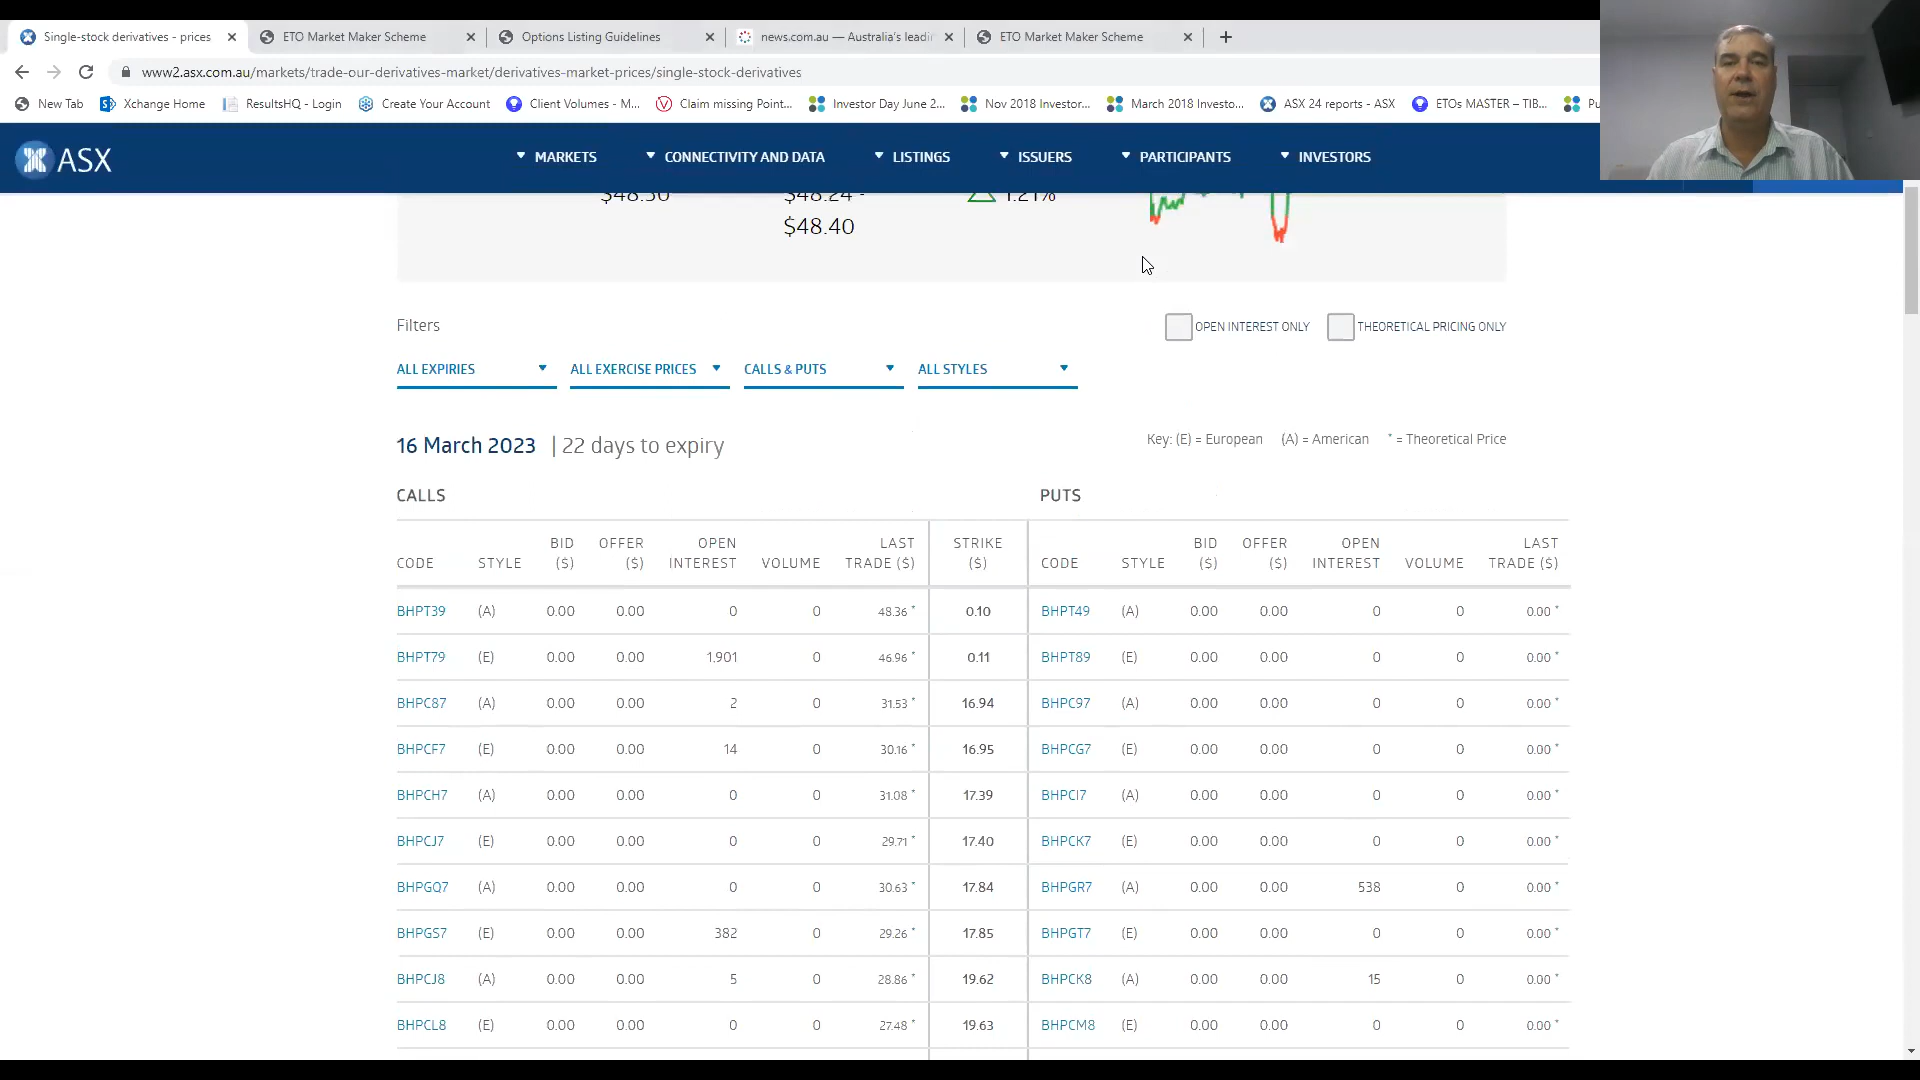 Single-stock derivatives - prices
ETO Market Maker Scheme
Options Listing Guidelines
news.com.au — Australia's leadin
ETO Market Maker Scheme
www2.asx.com.au/markets/trade-our-derivatives-market/derivatives-market-prices/single-stock-derivatives
New Tab Xchange Home ResultsHQ - Login Create Your Account Client Volumes - M... Claim missing Point... Investor Day June 2... Nov 2018 Investor... March 2018 Investo... ASX 24 reports - ASX ETOs MASTER – TIB... Pu
ASX
MARKETS CONNECTIVITY AND DATA LISTINGS ISSUERS PARTICIPANTS INVESTORS
$48.30 $48.24 - 1.21%
$48.40
Filters OPEN INTEREST ONLY THEORETICAL PRICING ONLY
ALL EXPIRIES ALL EXERCISE PRICES CALLS & PUTS ALL STYLES
16 March 2023 | 22 days to expiry Key: (E) = European (A) = American * = Theoretical Price
CALLS PUTS
CODE STYLE BID ($) OFFER ($) OPEN INTEREST VOLUME LAST TRADE ($) STRIKE ($) CODE STYLE BID ($) OFFER ($) OPEN INTEREST VOLUME LAST TRADE ($)
BHPT39 (A) 0.00 0.00 0 0 48.36 * 0.10 BHPT49 (A) 0.00 0.00 0 0 0.00 *
BHPT79 (E) 0.00 0.00 1,901 0 46.96 * 0.11 BHPT89 (E) 0.00 0.00 0 0 0.00 *
BHPC87 (A) 0.00 0.00 2 0 31.53 * 16.94 BHPC97 (A) 0.00 0.00 0 0 0.00 *
BHPCF7 (E) 0.00 0.00 14 0 30.16 * 16.95 BHPCG7 (E) 0.00 0.00 0 0 0.00 *
BHPCH7 (A) 0.00 0.00 0 0 31.08 * 17.39 BHPCI7 (A) 0.00 0.00 0 0 0.00 *
BHPCJ7 (E) 0.00 0.00 0 0 29.71 * 17.40 BHPCK7 (E) 0.00 0.00 0 0 0.00 *
BHPGQ7 (A) 0.00 0.00 0 0 30.63 * 17.84 BHPGR7 (A) 0.00 0.00 538 0 0.00 *
BHPGS7 (E) 0.00 0.00 382 0 29.26 * 17.85 BHPGT7 (E) 0.00 0.00 0 0 0.00 *
BHPCJ8 (A) 0.00 0.00 5 0 28.86 * 19.62 BHPCK8 (A) 0.00 0.00 15 0 0.00 *
BHPCL8 (E) 0.00 0.00 0 0 27.48 * 19.63 BHPCM8 (E) 0.00 0.00 0 0 0.00 *